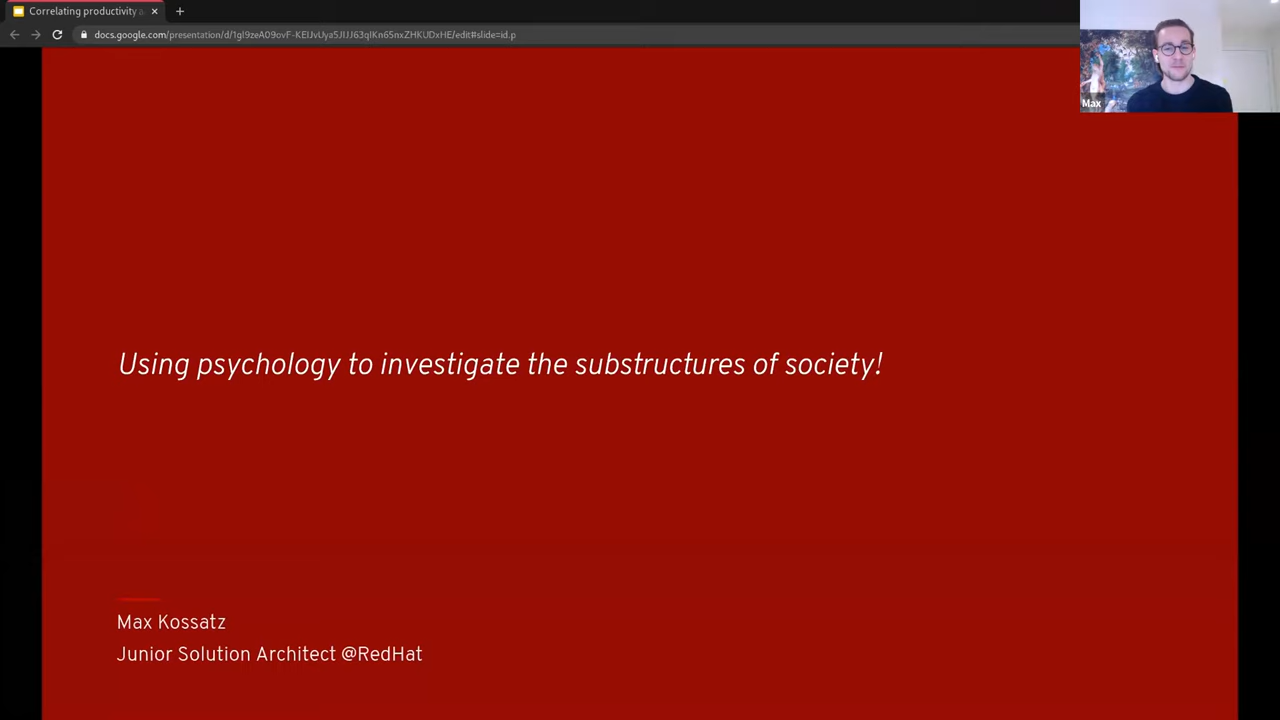 Correlating productivity
docs.google.com/presentation/d/1gI9zeA09ovF-KEIJvUya5JIJJ63qIKn65nxZHKUDxHE/edit#slide=id.p
Max
Using psychology to investigate the substructures of society!
Max Kossatz
Junior Solution Architect @RedHat